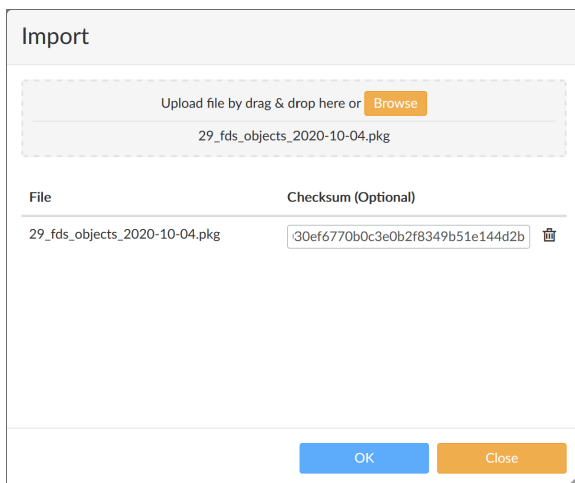 Import
Upload file by drag & drop here or Browse
29_fds_objects_2020-10-04.pkg
File Checksum (Optional)
29_fds_objects_2020-10-04.pkg 30ef6770b0c3e0b2f8349b51e144d2b
OK Close